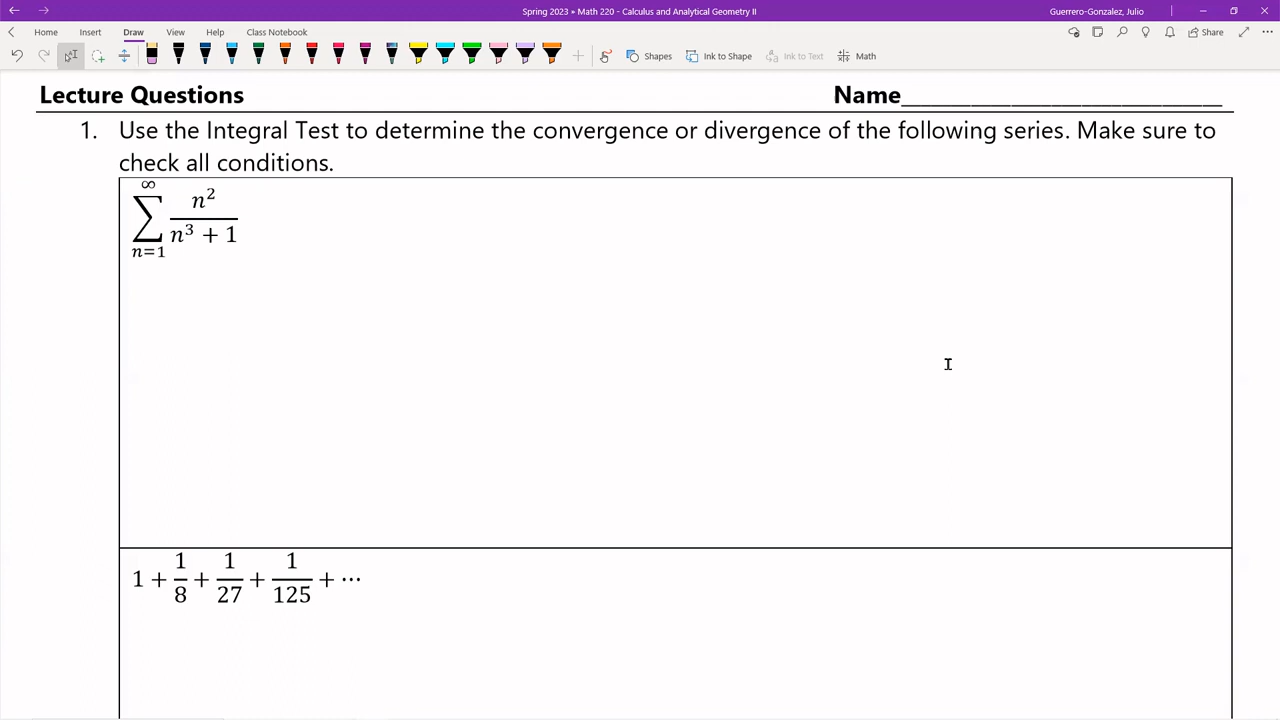 Spring 2023 » Math 220 - Calculus and Analytical Geometry II
Guerrero-Gonzalez, Julio
Home Insert Draw View Help Class Notebook
Share
Shapes Ink to Shape Ink to Text Math
Lecture Questions Name____________________________
1. Use the Integral Test to determine the convergence or divergence of the following series. Make sure to
check all conditions.
∞
∑ n² / (n³ + 1)
n=1
1 + 1/8 + 1/27 + 1/125 + ⋯